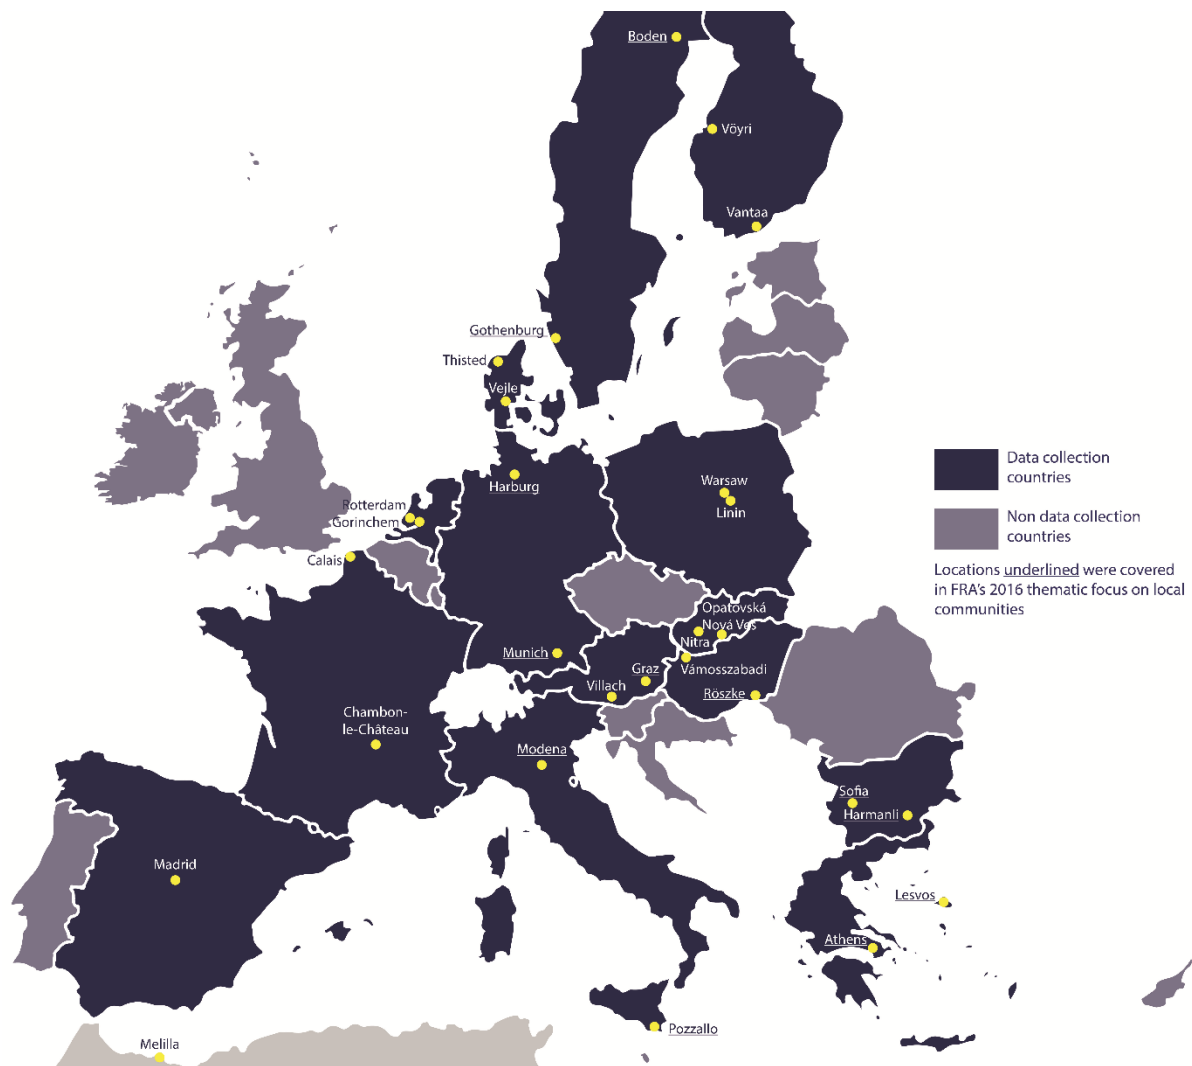 Boden
Vöyri
Vantaa
Gothenburg
Thisted
Vejle
Harburg
Warsaw
Linin
Rotterdam
Gorinchem
Calais
Opatovská
Nová Ves
Nitra
Munich
Graz
Vámosszabadi
Villach
Röszke
Chambon-
le-Château
Modena
Sofia
Harmanli
Madrid
Lesvos
Athens
Pozzallo
Melilla
Data collection
countries
Non data collection
countries
Locations underlined were covered
in FRA's 2016 thematic focus on local
communities